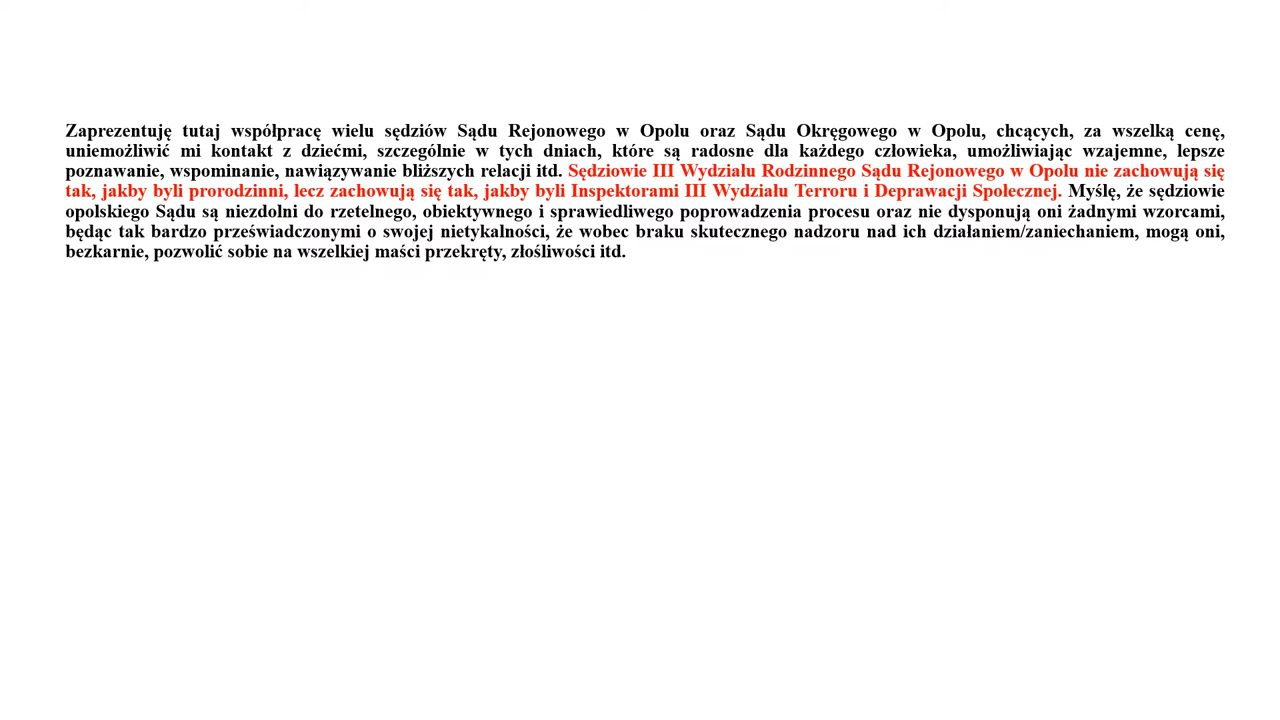 Zaprezentuję tutaj współpracę wielu sędziów Sądu Rejonowego w Opolu oraz Sądu Okręgowego w Opolu, chcących, za wszelką cenę,
uniemożliwić mi kontakt z dziećmi, szczególnie w tych dniach, które są radosne dla każdego człowieka, umożliwiając wzajemne, lepsze
poznawanie, wspominanie, nawiązywanie bliższych relacji itd. Sędziowie III Wydziału Rodzinnego Sądu Rejonowego w Opolu nie zachowują się
tak, jakby byli prorodzinni, lecz zachowują się tak, jakby byli Inspektorami III Wydziału Terroru i Deprawacji Społecznej. Myślę, że sędziowie
opolskiego Sądu są niezdolni do rzetelnego, obiektywnego i sprawiedliwego poprowadzenia procesu oraz nie dysponują oni żadnymi wzorcami,
będąc tak bardzo przeświadczonymi o swojej nietykalności, że wobec braku skutecznego nadzoru nad ich działaniem/zaniechaniem, mogą oni,
bezkarnie, pozwolić sobie na wszelkiej maści przekręty, złośliwości itd.